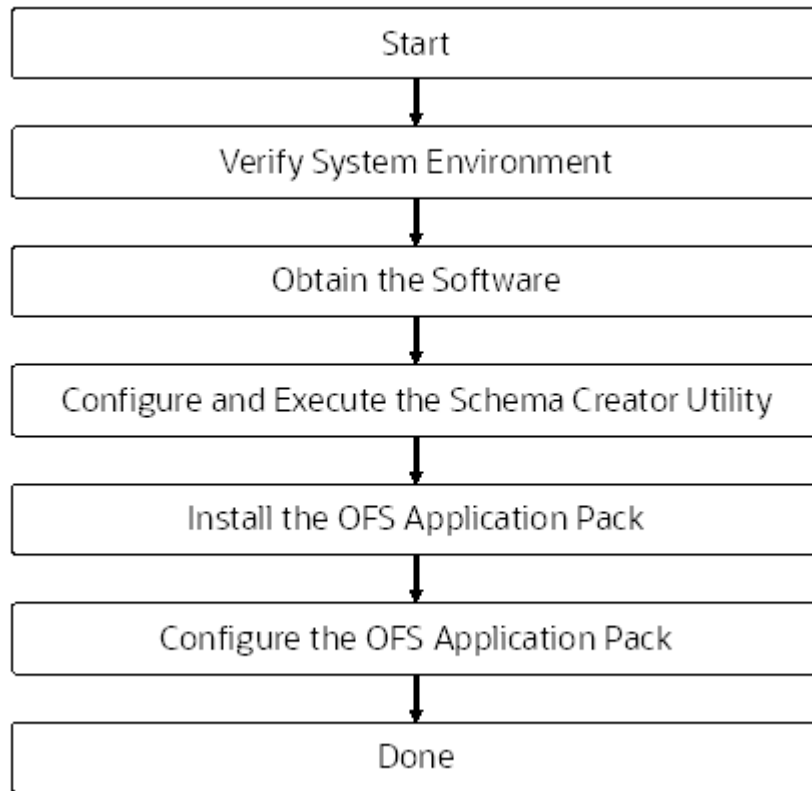 Start
Verify System Environment
Obtain the Software
Configure and Execute the Schema Creator Utility
Install the OFS Application Pack
Configure the OFS Application Pack
Done